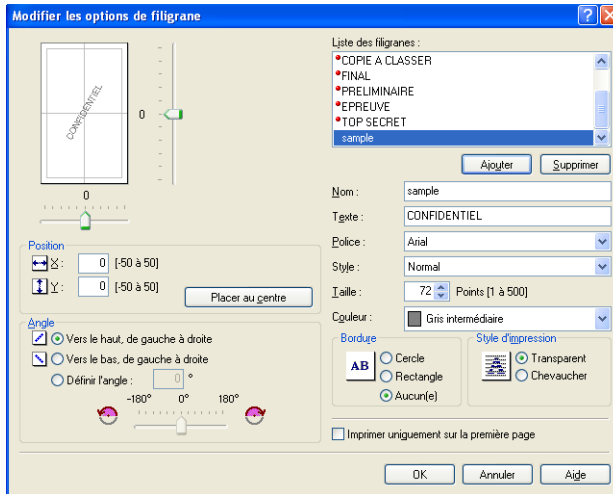 Modifier les options de filigrane
CONFIDENTIEL
0
0
Position
X : 0 [-50 à 50]
Y : 0 [-50 à 50]
Placer au centre
Angle
Vers le haut, de gauche à droite
Vers le bas, de gauche à droite
Définir l'angle : 0 °
-180° 0° 180°
Liste des filigranes :
COPIE A CLASSER
FINAL
PRELIMINAIRE
EPREUVE
TOP SECRET
sample
Ajouter Supprimer
Nom : sample
Texte : CONFIDENTIEL
Police : Arial
Style : Normal
Taille : 72 Points [1 à 500]
Couleur : Gris intermédiaire
Bordure
AB
Cercle
Rectangle
Aucun(e)
Style d'impression
Transparent
Chevaucher
Imprimer uniquement sur la première page
OK Annuler Aide